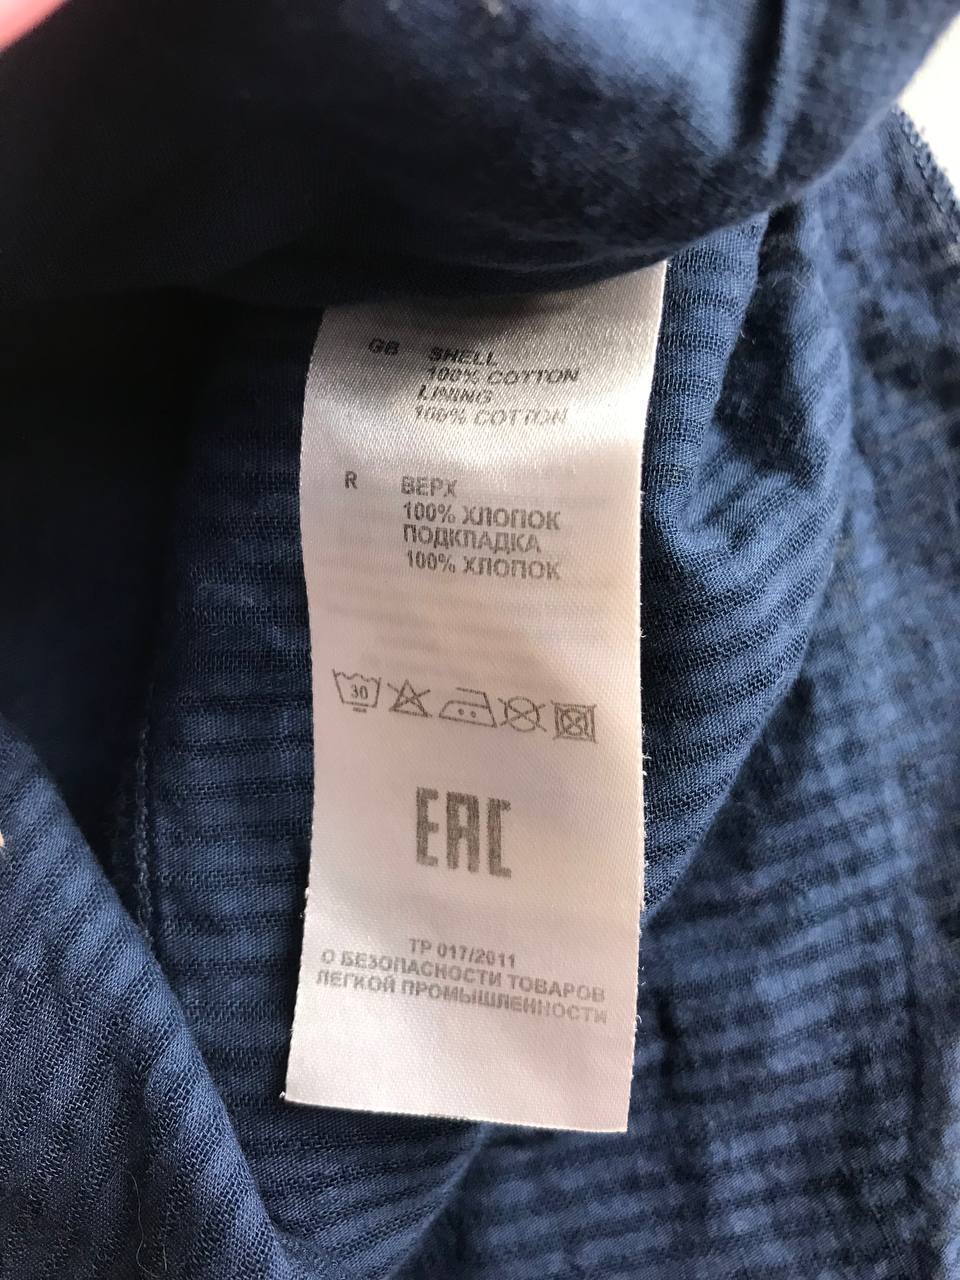 GB SHELL
100% COTTON
LINING
100% COTTON
R ВЕРХ
100% ХЛОПОК
ПОДКЛАДКА
100% ХЛОПОК
30
EAC
ТР 017/2011
О БЕЗОПАСНОСТИ ТОВАРОВ
ЛЕГКОЙ ПРОМЫШЛЕННОСТИ